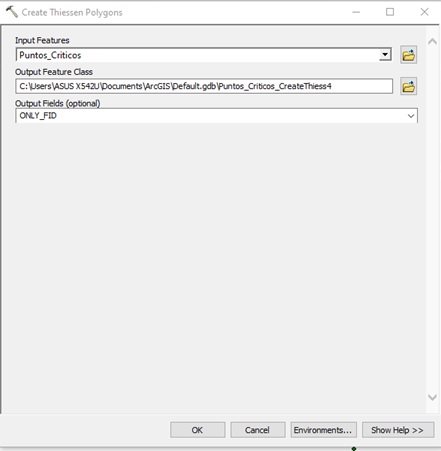 Create Thiessen Polygons
Input Features
Puntos_Criticos
Output Feature Class
C:\Users\ASUS X542U\Documents\ArcGIS\Default.gdb\Puntos_Criticos_CreateThiess4
Output Fields (optional)
ONLY_FID
OK Cancel Environments... Show Help >>